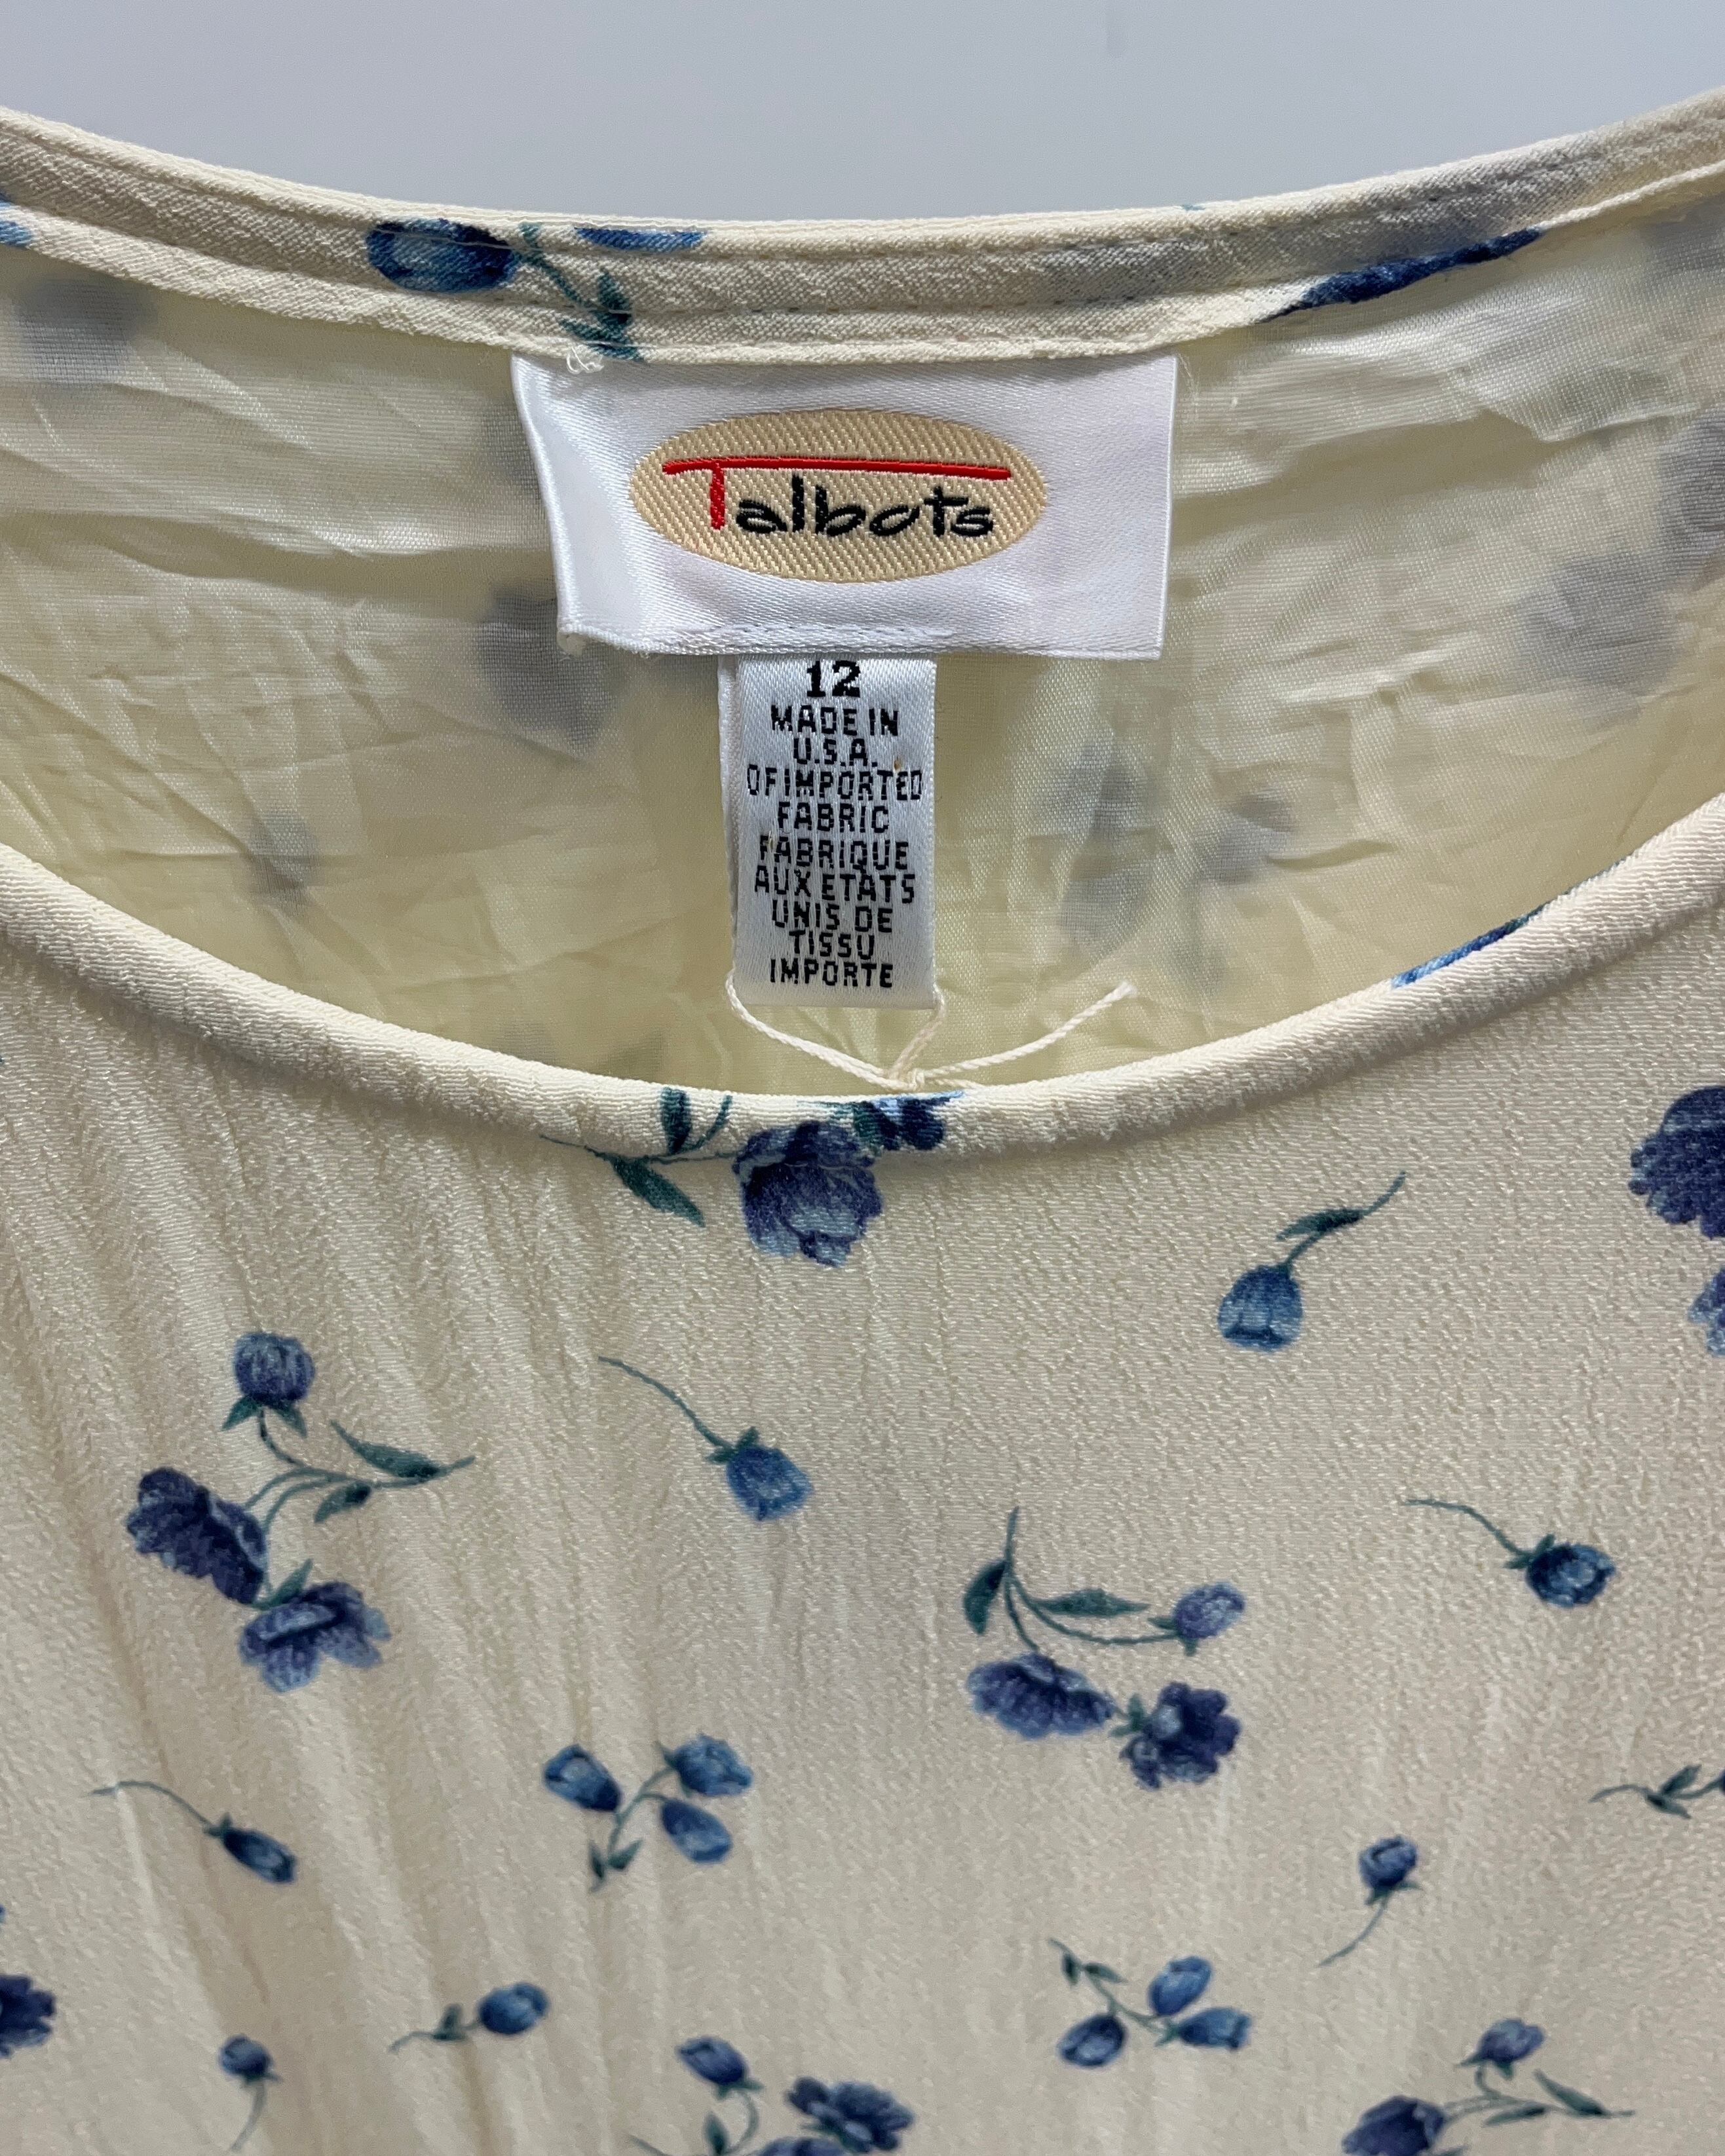 Talbots
12
MADE IN
U.S.A.
OF IMPORTED
FABRIC
FABRIQUE
AUX ETATS
UNIS DE
TISSU
IMPORTE